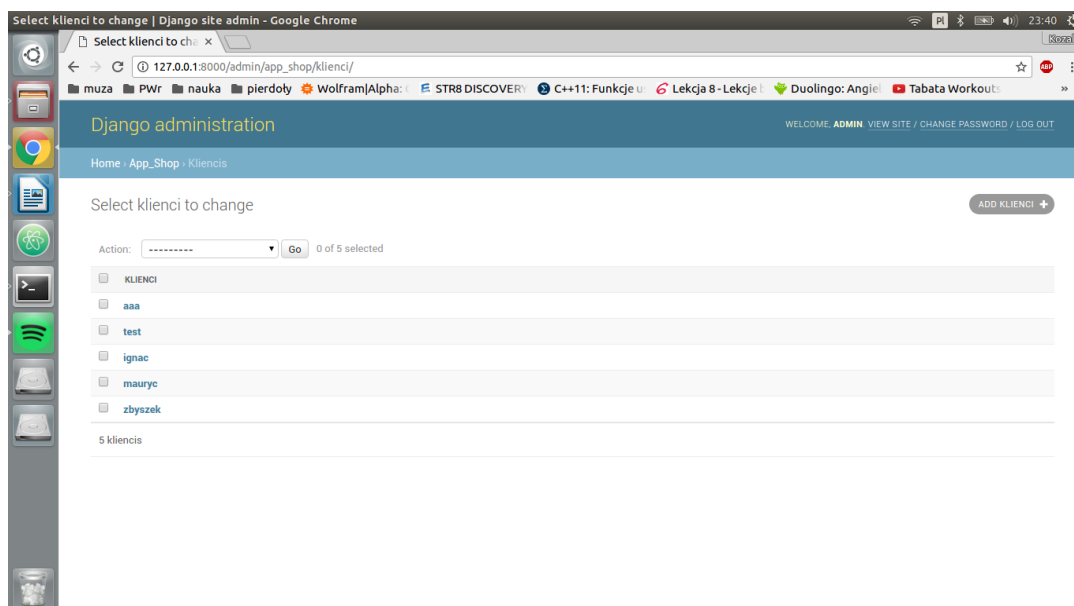 Select klienci to change | Django site admin - Google Chrome
Pl
23:40
Select klienci to cha
Kozal
127.0.0.1:8000/admin/app_shop/klienci/
ABP
muza PWr nauka pierdoły Wolfram|Alpha: STR8 DISCOVERY C++11: Funkcje u Lekcja 8 - Lekcje Duolingo: Angiel Tabata Workouts »
Django administration
WELCOME, ADMIN. VIEW SITE / CHANGE PASSWORD / LOG OUT
Home › App_Shop › Kliencis
Select klienci to change
ADD KLIENCI +
Action: --------- Go 0 of 5 selected
KLIENCI
aaa
test
ignac
mauryc
zbyszek
5 kliencis